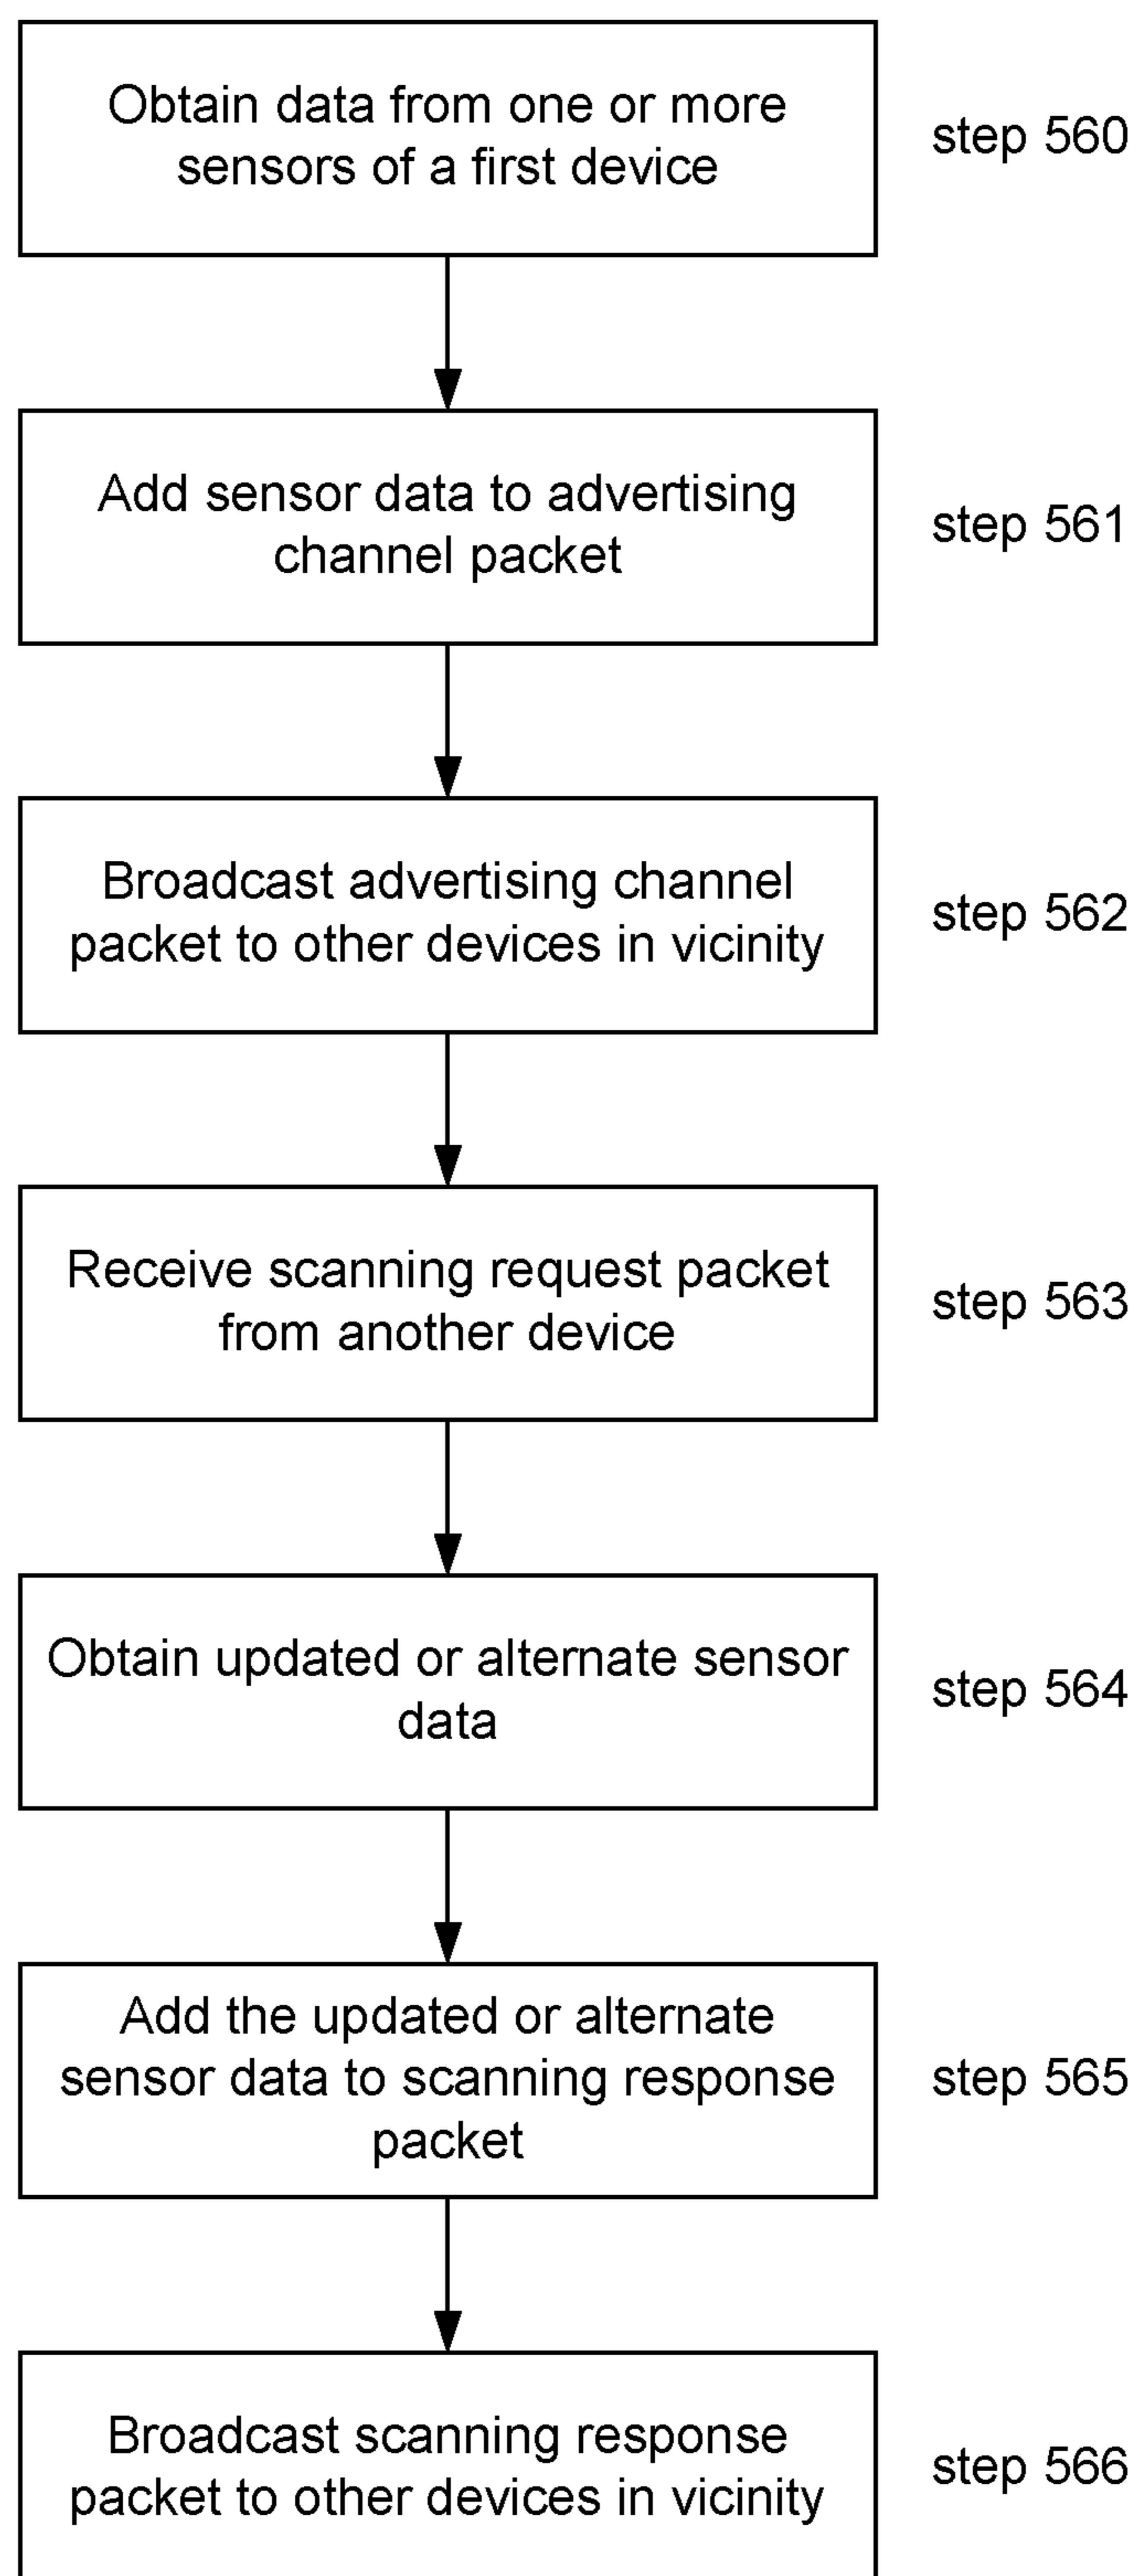 Obtain data from one or more
sensors of a first device
step 560
Add sensor data to advertising
channel packet
step 561
Broadcast advertising channel
packet to other devices in vicinity
step 562
Receive scanning request packet
from another device
step 563
Obtain updated or alternate sensor
data
step 564
Add the updated or alternate
sensor data to scanning response
packet
step 565
Broadcast scanning response
packet to other devices in vicinity
step 566